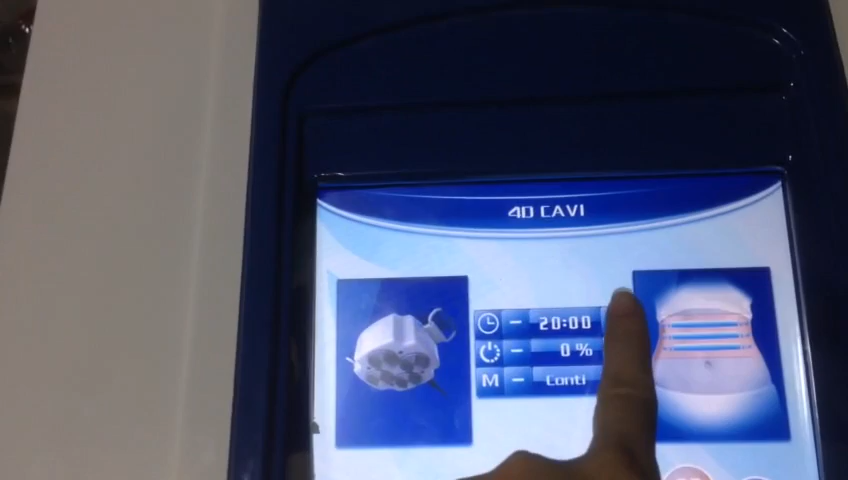 4D CAVI
– 20:00
– 0 %
M – Conti